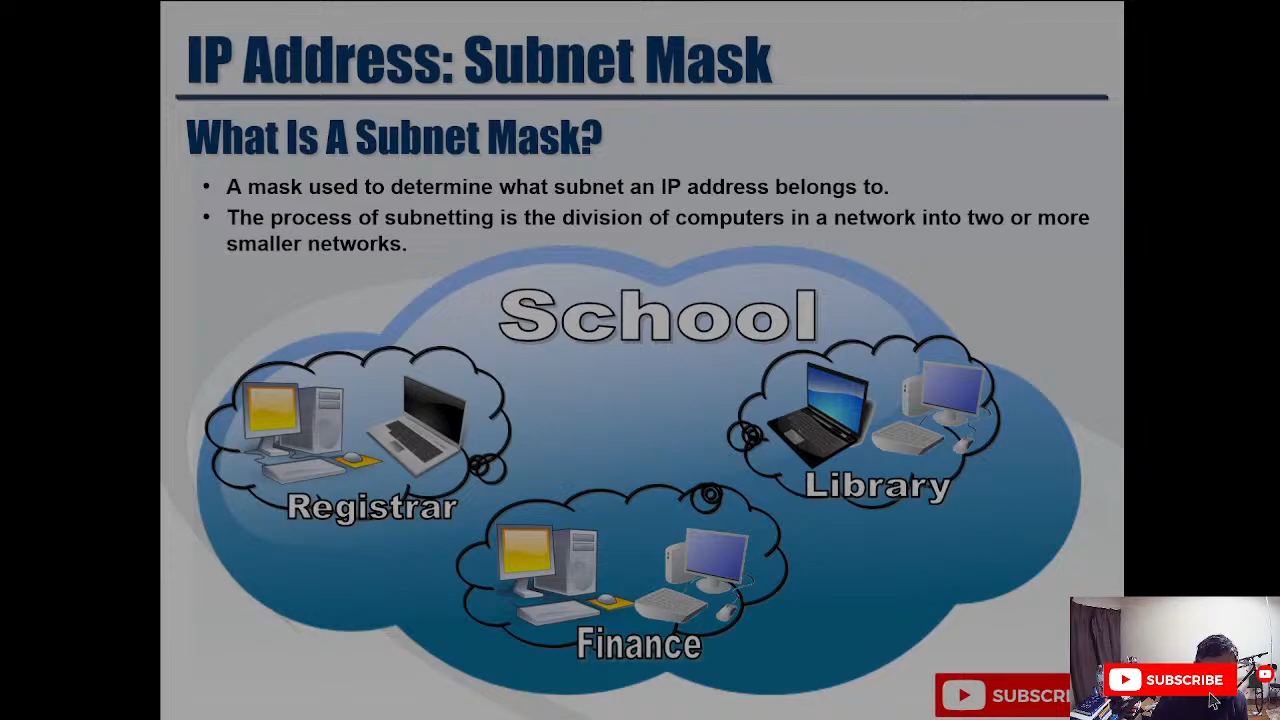 IP Address: Subnet Mask
What Is A Subnet Mask?
• A mask used to determine what subnet an IP address belongs to.
• The process of subnetting is the division of computers in a network into two or more
smaller networks.
School
Registrar
Library
Finance
SUBSCRI
SUBSCRIBE